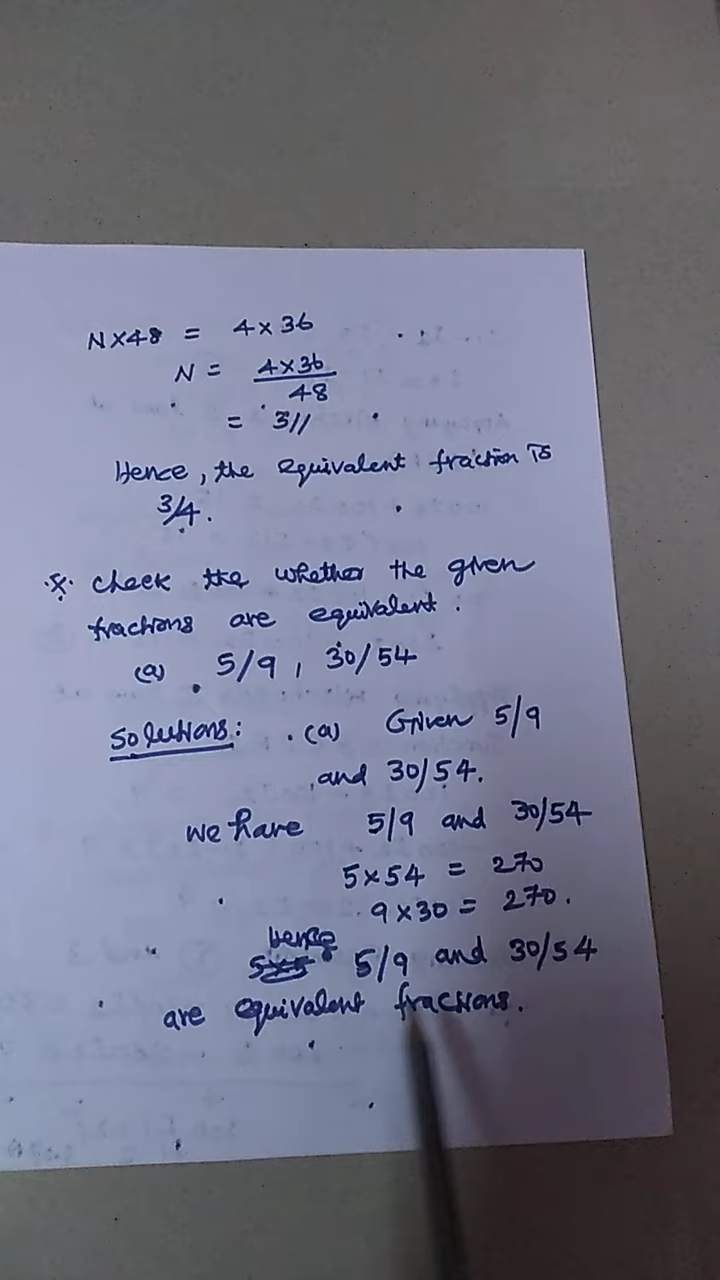 N×48 = 4×36
N = 4×36/48
= 3//
Hence, the equivalent fraction is
3/4.
* check the whether the given
fractions are equivalent.
(a) 5/9, 30/54
Solutions: (a) Given 5/9
and 30/54.
we have 5/9 and 30/54
5×54 = 270
9×30 = 270.
hence 5/9 and 30/54
are equivalent fractions.